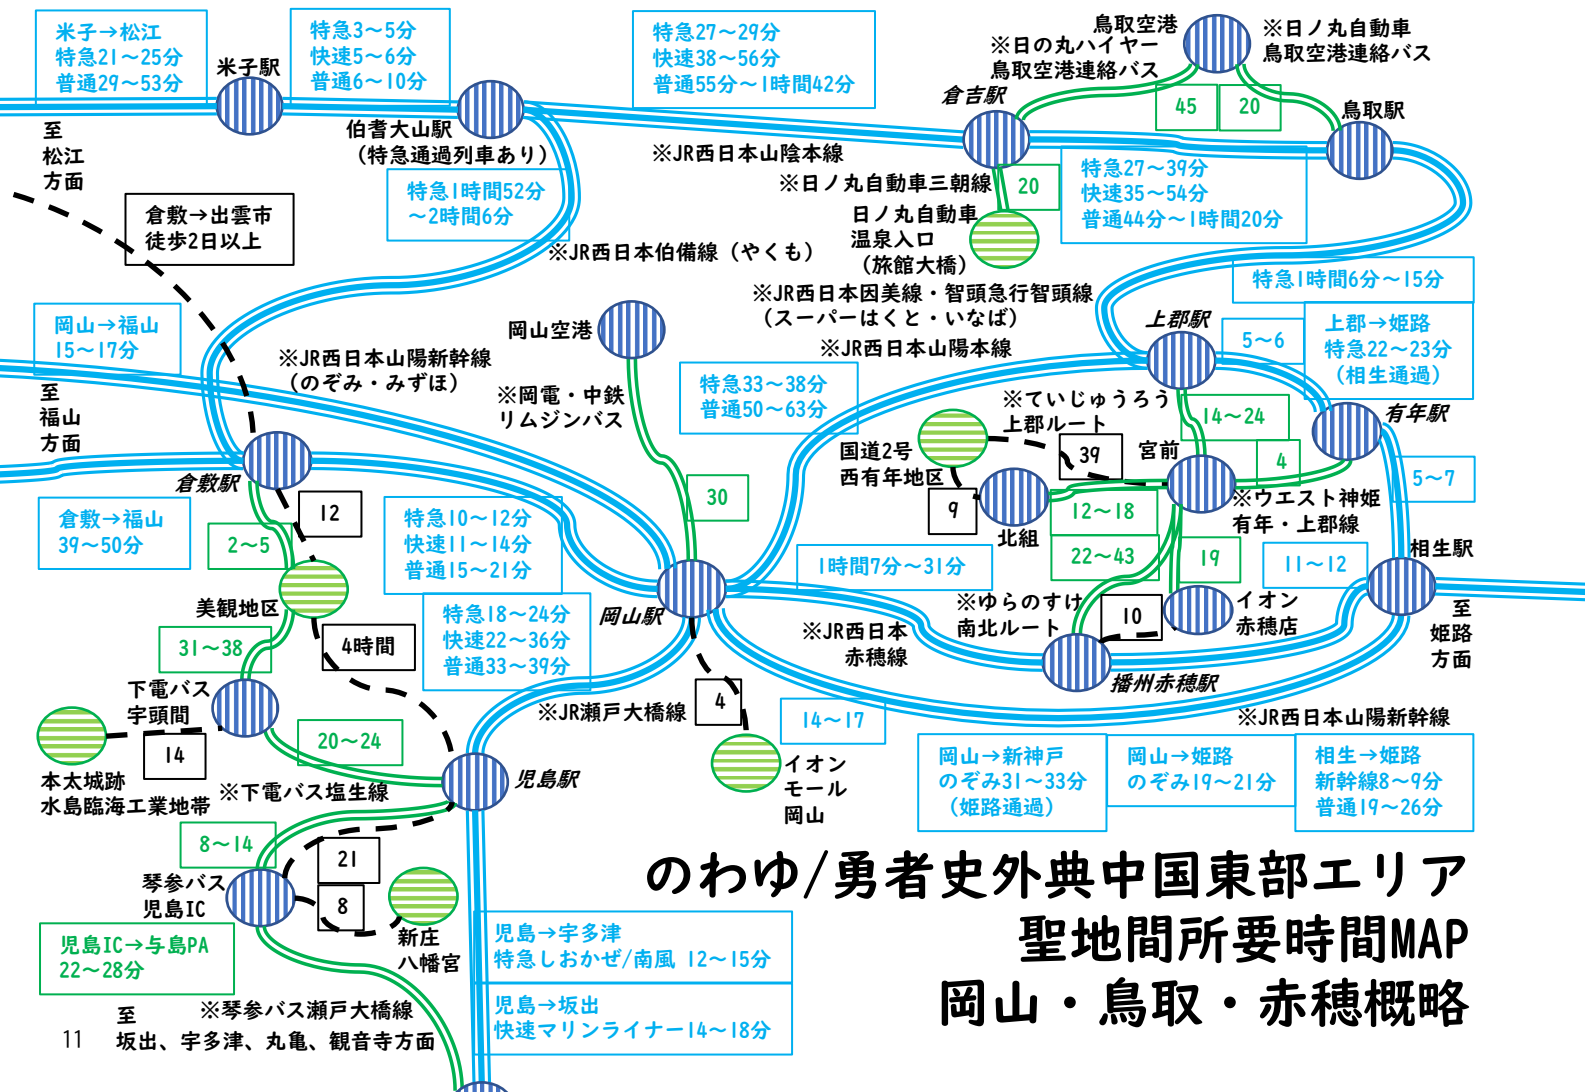 米子→松江
特急21～25分
普通29～53分
米子駅
特急3～5分
快速5～6分
普通6～10分
伯耆大山駅
（特急通過列車あり）
特急27～29分
快速38～56分
普通55分～1時間42分
鳥取空港
※日の丸ハイヤー
鳥取空港連絡バス
※日ノ丸自動車
鳥取空港連絡バス
倉吉駅
45
20
鳥取駅
至
松江
方面
※JR西日本山陰本線
特急27～39分
快速35～54分
普通44分～1時間20分
※日ノ丸自動車三朝線
20
日ノ丸自動車
温泉入口
（旅館大橋）
特急1時間52分
～2時間6分
倉敷→出雲市
徒歩2日以上
※JR西日本伯備線（やくも）
※JR西日本因美線・智頭急行智頭線
（スーパーはくと・いなば）
特急1時間6分～15分
岡山→福山
15～17分
岡山空港
上郡駅
5～6
上郡→姫路
特急22～23分
（相生通過）
※JR西日本山陽新幹線
（のぞみ・みずほ）
※JR西日本山陽本線
至
福山
方面
※岡電・中鉄
リムジンバス
特急33～38分
普通50～63分
※ていじゅうろう
上郡ルート
14～24
有年駅
国道2号
西有年地区
39
宮前
4
倉敷駅
5～7
9
12～18
※ウエスト神姫
有年・上郡線
北組
30
12
倉敷→福山
39～50分
2～5
特急10～12分
快速11～14分
普通15～21分
22～43
19
11～12
相生駅
1時間7分～31分
美観地区
岡山駅
特急18～24分
快速22～36分
普通33～39分
※ゆらのすけ
南北ルート
10
イオン
赤穂店
至
姫路
方面
※JR西日本
赤穂線
31～38
4時間
播州赤穂駅
下電バス
宇頭間
※JR瀬戸大橋線
4
14～17
※JR西日本山陽新幹線
14
20～24
本太城跡
水島臨海工業地帯
※下電バス塩生線
児島駅
イオン
モール
岡山
岡山→新神戸
のぞみ31～33分
（姫路通過）
岡山→姫路
のぞみ19～21分
相生→姫路
新幹線8～9分
普通19～26分
8～14
21
琴参バス
児島IC
8
新庄
八幡宮
のわゆ/勇者史外典中国東部エリア
聖地間所要時間MAP
岡山・鳥取・赤穂概略
児島IC→与島PA
22～28分
児島→宇多津
特急しおかぜ/南風 12～15分
児島→坂出
快速マリンライナー14～18分
※琴参バス瀬戸大橋線
至
坂出、宇多津、丸亀、観音寺方面
11